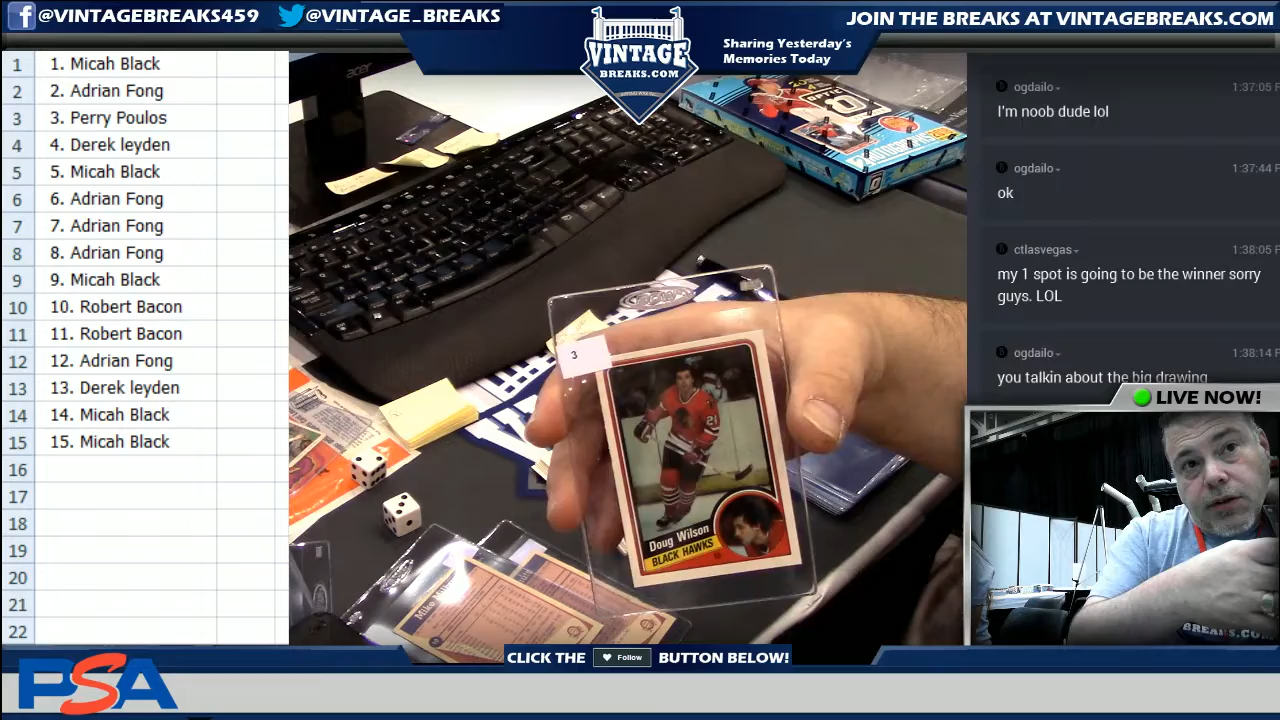 @VINTAGEBREAKS459
@VINTAGE_BREAKS
VINTAGE
BREAKS.COM
Sharing Yesterday's
Memories Today
JOIN THE BREAKS AT VINTAGEBREAKS.COM
1 1. Micah Black
2 2. Adrian Fong
3 3. Perry Poulos
4 4. Derek leyden
5 5. Micah Black
6 6. Adrian Fong
7 7. Adrian Fong
8 8. Adrian Fong
9 9. Micah Black
10 10. Robert Bacon
11 11. Robert Bacon
12 12. Adrian Fong
13 13. Derek leyden
14 14. Micah Black
15 15. Micah Black
16
17
18
19
20
21
22
acer
3
Doug Wilson
BLACK HAWKS
ogdailo 1:37:05
I'm noob dude lol
ogdailo 1:37:44
ok
ctlasvegas 1:38:05
my 1 spot is going to be the winner sorry
guys. LOL
ogdailo 1:38:14
you talkin about the big drawing
LIVE NOW!
BREAKS.CO
CLICK THE Follow BUTTON BELOW!
PSA